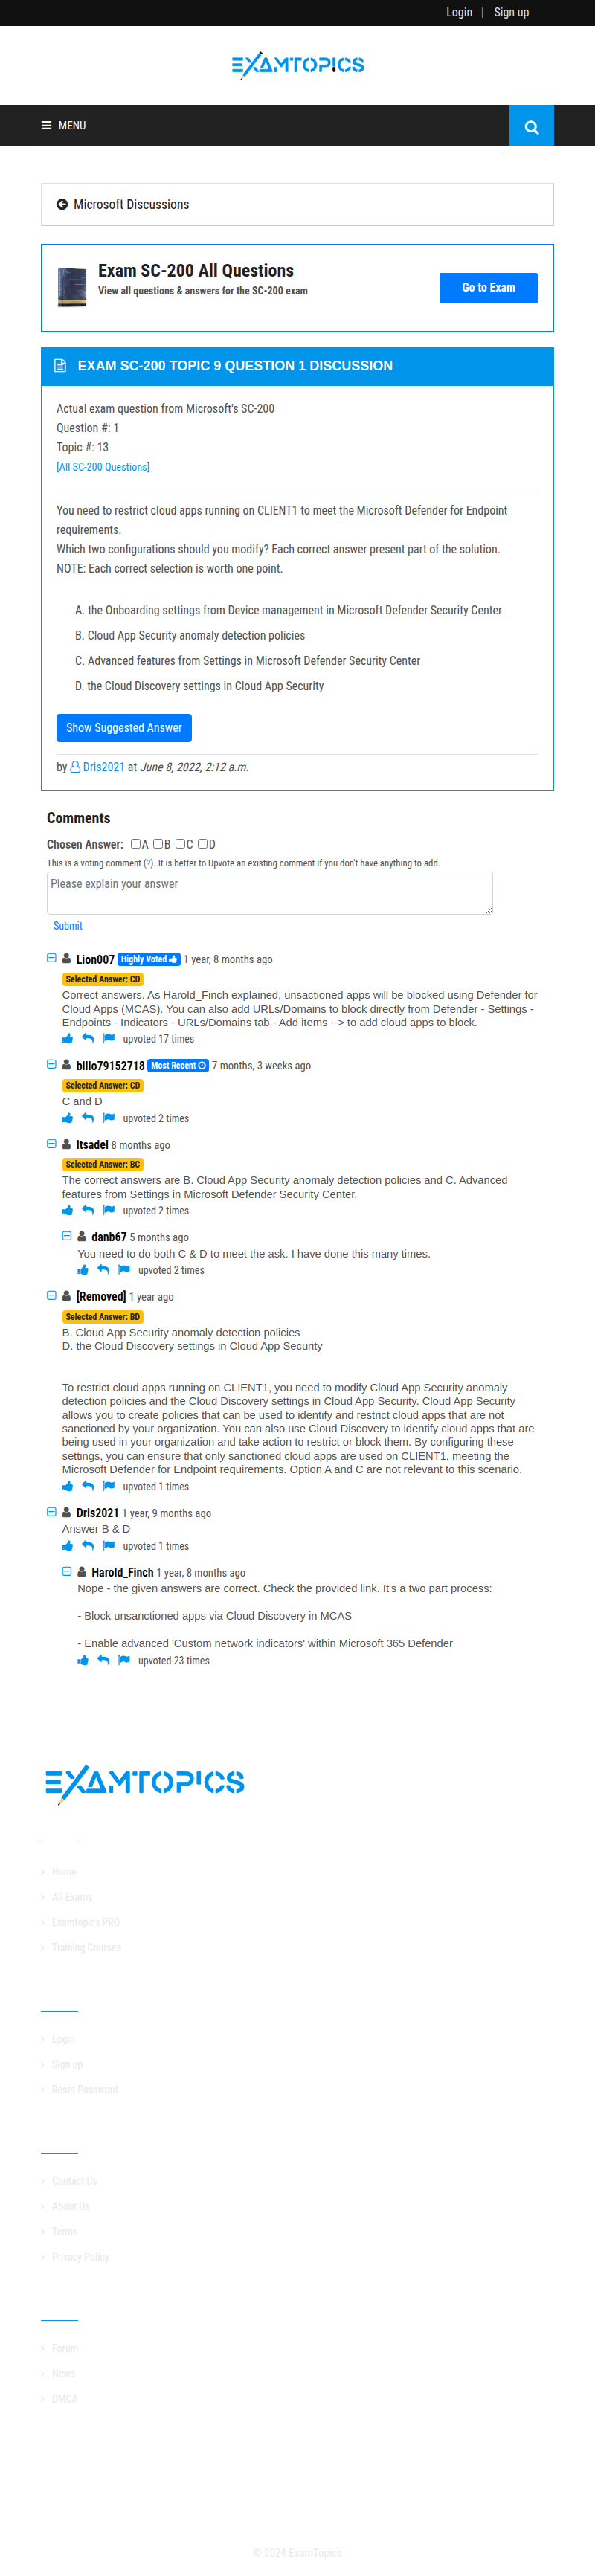 Login | Sign up
EXAMTOPICS
MENU
Microsoft Discussions
Exam SC-200 All Questions
View all questions & answers for the SC-200 exam
Go to Exam
EXAM SC-200 TOPIC 9 QUESTION 1 DISCUSSION
Actual exam question from Microsoft's SC-200
Question #: 1
Topic #: 13
[All SC-200 Questions]
You need to restrict cloud apps running on CLIENT1 to meet the Microsoft Defender for Endpoint
requirements.
Which two configurations should you modify? Each correct answer present part of the solution.
NOTE: Each correct selection is worth one point.
A. the Onboarding settings from Device management in Microsoft Defender Security Center
B. Cloud App Security anomaly detection policies
C. Advanced features from Settings in Microsoft Defender Security Center
D. the Cloud Discovery settings in Cloud App Security
Show Suggested Answer
by Dris2021 at June 8, 2022, 2:12 a.m.
Comments
Chosen Answer: A B C D
This is a voting comment (?). It is better to Upvote an existing comment if you don't have anything to add.
Please explain your answer
Submit
Lion007 Highly Voted 1 year, 8 months ago
Selected Answer: CD
Correct answers. As Harold_Finch explained, unsactioned apps will be blocked using Defender for
Cloud Apps (MCAS). You can also add URLs/Domains to block directly from Defender - Settings -
Endpoints - Indicators - URLs/Domains tab - Add items --> to add cloud apps to block.
upvoted 17 times
billo79152718 Most Recent 7 months, 3 weeks ago
Selected Answer: CD
C and D
upvoted 2 times
itsadel 8 months ago
Selected Answer: BC
The correct answers are B. Cloud App Security anomaly detection policies and C. Advanced
features from Settings in Microsoft Defender Security Center.
upvoted 2 times
danb67 5 months ago
You need to do both C & D to meet the ask. I have done this many times.
upvoted 2 times
[Removed] 1 year ago
Selected Answer: BD
B. Cloud App Security anomaly detection policies
D. the Cloud Discovery settings in Cloud App Security
To restrict cloud apps running on CLIENT1, you need to modify Cloud App Security anomaly
detection policies and the Cloud Discovery settings in Cloud App Security. Cloud App Security
allows you to create policies that can be used to identify and restrict cloud apps that are not
sanctioned by your organization. You can also use Cloud Discovery to identify cloud apps that are
being used in your organization and take action to restrict or block them. By configuring these
settings, you can ensure that only sanctioned cloud apps are used on CLIENT1, meeting the
Microsoft Defender for Endpoint requirements. Option A and C are not relevant to this scenario.
upvoted 1 times
Dris2021 1 year, 9 months ago
Answer B & D
upvoted 1 times
Harold_Finch 1 year, 8 months ago
Nope - the given answers are correct. Check the provided link. It's a two part process:
- Block unsanctioned apps via Cloud Discovery in MCAS
- Enable advanced 'Custom network indicators' within Microsoft 365 Defender
upvoted 23 times
EXAMTOPICS
Home
All Exams
Examtopics PRO
Training Courses
Login
Sign up
Reset Password
Contact Us
About Us
Terms
Privacy Policy
Forum
News
DMCA
© 2024 ExamTopics